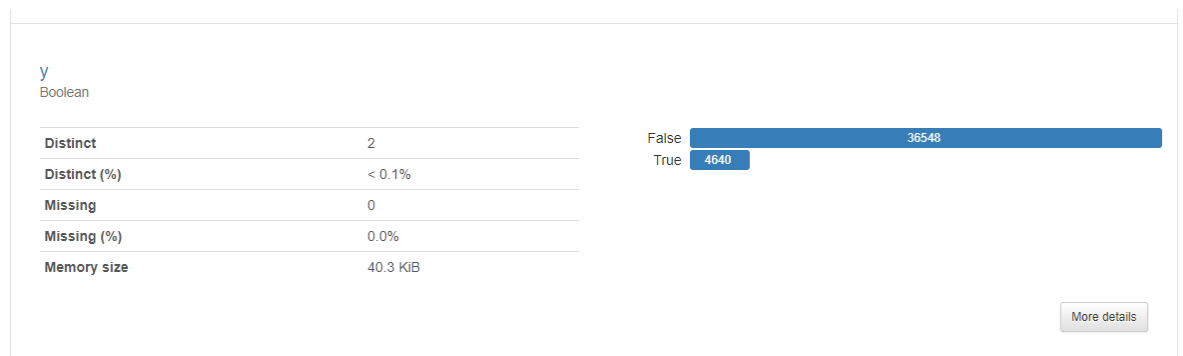 y
Boolean
Distinct 2
Distinct (%) < 0.1%
Missing 0
Missing (%) 0.0%
Memory size 40.3 KiB
False 36548
True 4640
More details